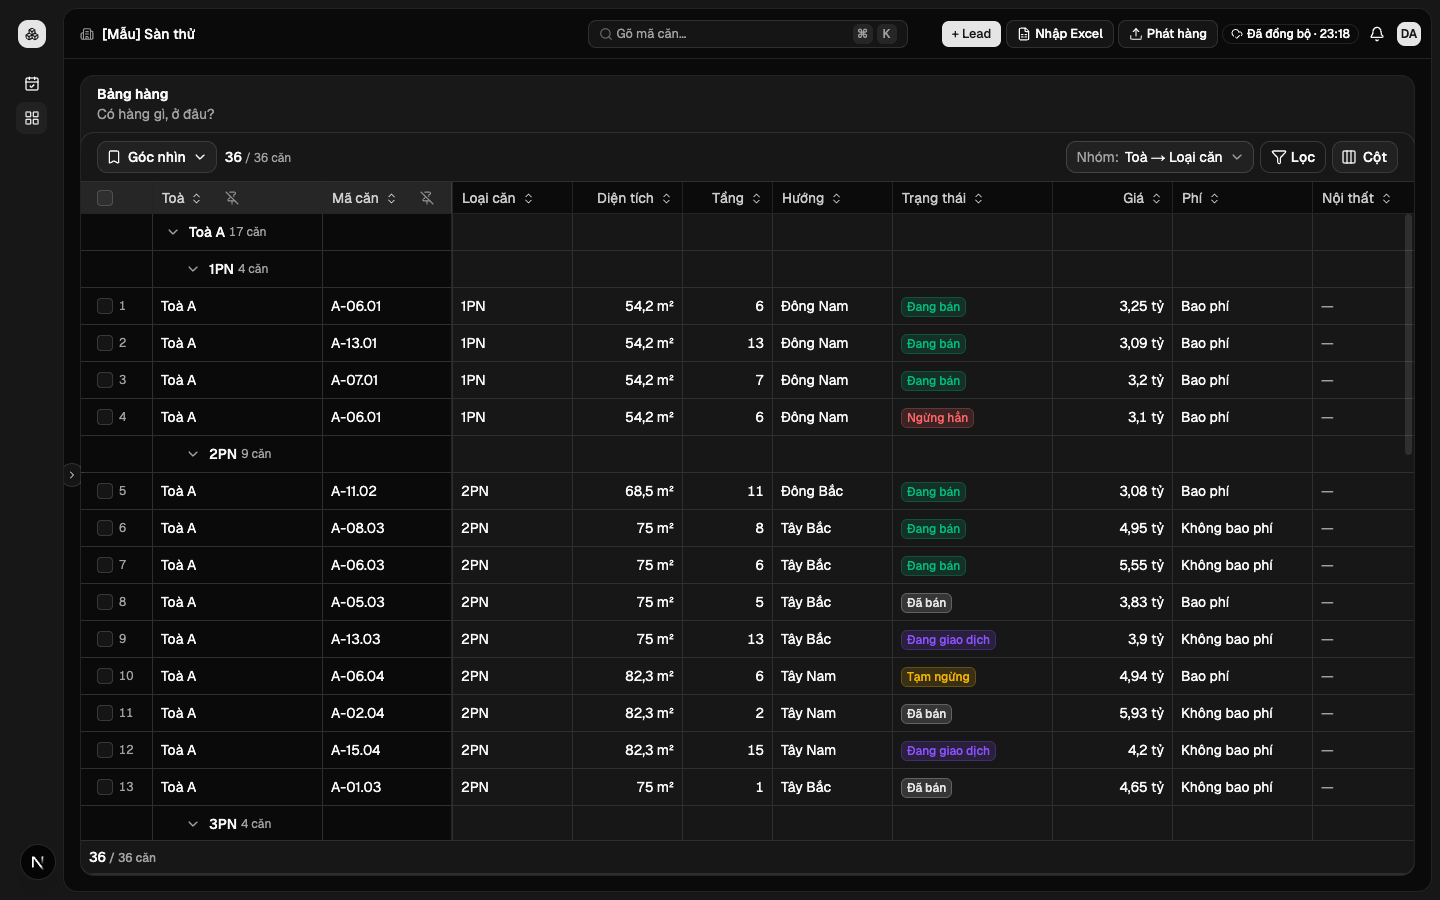 [Mẫu] Sàn thử
Gõ mã căn...
⌘ K
+ Lead
Nhập Excel
Phát hàng
Đã đồng bộ · 23:18
DA
Bảng hàng
Có hàng gì, ở đâu?
Góc nhìn
36 / 36 căn
Nhóm: Toà → Loại căn
Lọc
Cột
Toà Mã căn Loại căn Diện tích Tầng Hướng Trạng thái Giá Phí Nội thất
Toà A 17 căn
1PN 4 căn
1 Toà A A-06.01 1PN 54,2 m² 6 Đông Nam Đang bán 3,25 tỷ Bao phí —
2 Toà A A-13.01 1PN 54,2 m² 13 Đông Nam Đang bán 3,09 tỷ Bao phí —
3 Toà A A-07.01 1PN 54,2 m² 7 Đông Nam Đang bán 3,2 tỷ Bao phí —
4 Toà A A-06.01 1PN 54,2 m² 6 Đông Nam Ngừng hẳn 3,1 tỷ Bao phí —
2PN 9 căn
5 Toà A A-11.02 2PN 68,5 m² 11 Đông Bắc Đang bán 3,08 tỷ Bao phí —
6 Toà A A-08.03 2PN 75 m² 8 Tây Bắc Đang bán 4,95 tỷ Không bao phí —
7 Toà A A-06.03 2PN 75 m² 6 Tây Bắc Đang bán 5,55 tỷ Không bao phí —
8 Toà A A-05.03 2PN 75 m² 5 Tây Bắc Đã bán 3,83 tỷ Bao phí —
9 Toà A A-13.03 2PN 75 m² 13 Tây Bắc Đang giao dịch 3,9 tỷ Không bao phí —
10 Toà A A-06.04 2PN 82,3 m² 6 Tây Nam Tạm ngừng 4,94 tỷ Bao phí —
11 Toà A A-02.04 2PN 82,3 m² 2 Tây Nam Đã bán 5,93 tỷ Không bao phí —
12 Toà A A-15.04 2PN 82,3 m² 15 Tây Nam Đang giao dịch 4,2 tỷ Không bao phí —
13 Toà A A-01.03 2PN 75 m² 1 Tây Bắc Đã bán 4,65 tỷ Không bao phí —
3PN 4 căn
36 / 36 căn
N